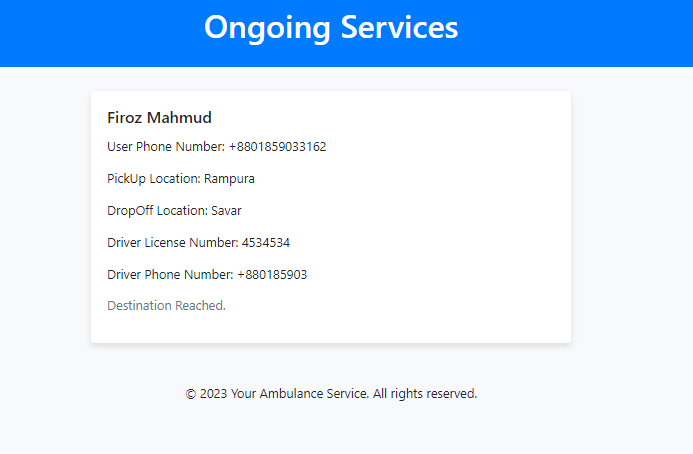 Ongoing Services
Firoz Mahmud
User Phone Number: +8801859033162
PickUp Location: Rampura
DropOff Location: Savar
Driver License Number: 4534534
Driver Phone Number: +880185903
Destination Reached.
© 2023 Your Ambulance Service. All rights reserved.